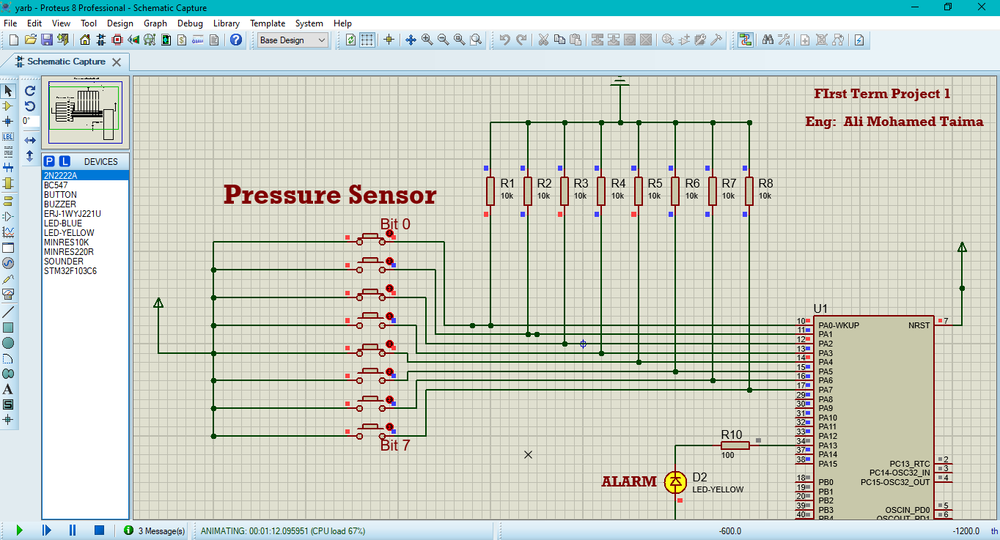 yarb - Proteus 8 Professional - Schematic Capture
File Edit View Tool Design Graph Debug Library Template System Help
Base Design
Schematic Capture
0°
P L DEVICES
2N2222A
BC547
BUTTON
BUZZER
ERJ-1WYJ221U
LED-BLUE
LED-YELLOW
MINRES10K
MINRES220R
SOUNDER
STM32F103C6
LBL
A
S
FIrst Term Project 1
Eng: Ali Mohamed Taima
Pressure Sensor
Bit 0
Bit 7
R1
10k
R2
10k
R3
10k
R4
10k
R5
10k
R6
10k
R7
10k
R8
10k
U1
10 PA0-WKUP NRST 7
11 PA1
12 PA2
13 PA3
14 PA4
15 PA5
16 PA6
17 PA7
29 PA8
30 PA9
31 PA10
32 PA11
33 PA12
34 PA13
37 PA14
38 PA15
PC13_RTC 2
PC14-OSC32_IN 3
PC15-OSC32_OUT 4
18 PB0
19 PB1
20 PB2
39 PB3
40 PB4
OSCIN_PD0 5
OSCOUT_PD1 6
R10
100
ALARM
D2
LED-YELLOW
3 Message(s)
ANIMATING: 00:01:12.095951 (CPU load 67%)
-600.0
-1200.0 th